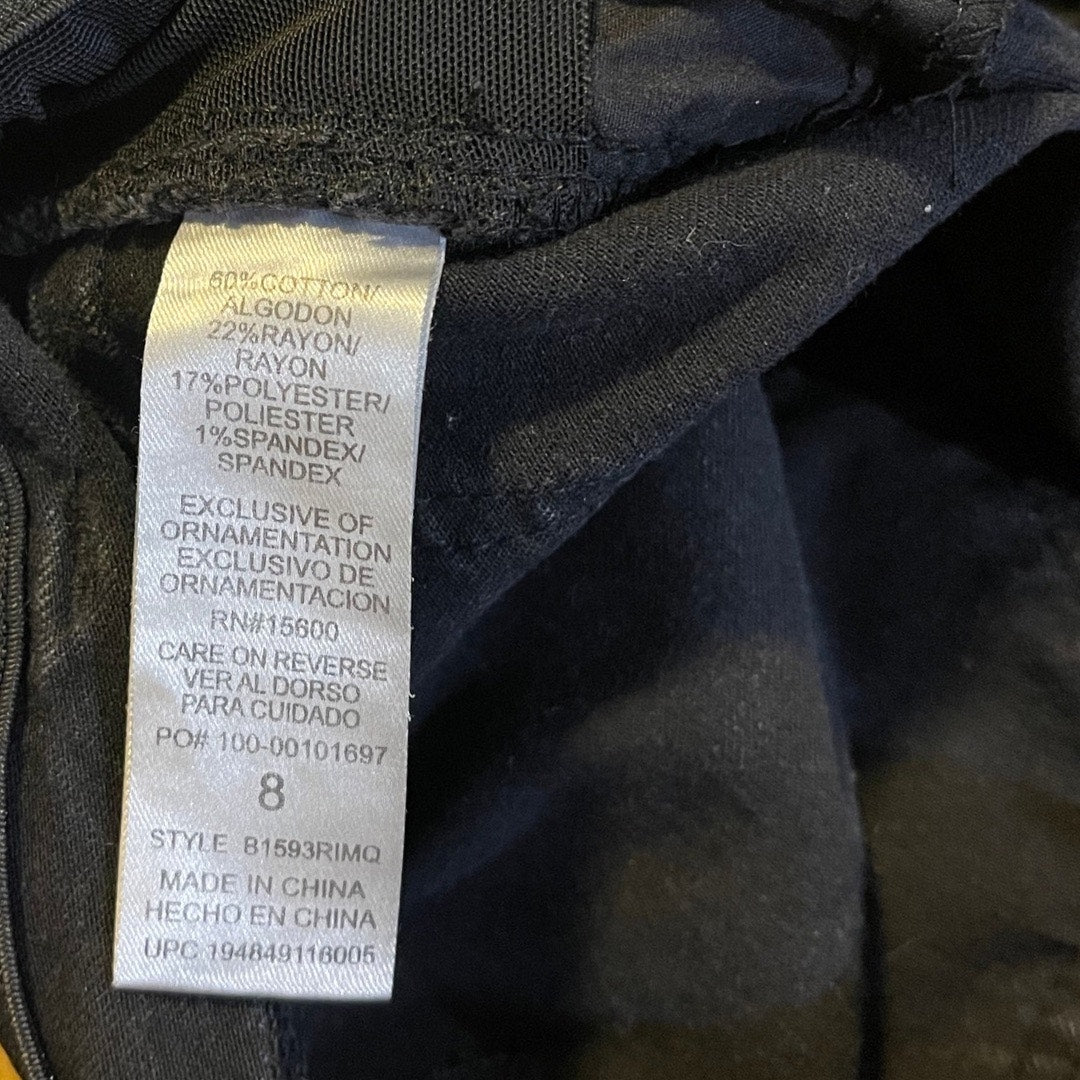 60%COTTON/
ALGODON
22%RAYON/
RAYON
17%POLYESTER/
POLIESTER
1%SPANDEX/
SPANDEX
EXCLUSIVE OF
ORNAMENTATION
EXCLUSIVO DE
ORNAMENTACION
RN#15600
CARE ON REVERSE
VER AL DORSO
PARA CUIDADO
PO# 100-00101697
8
STYLE B1593RIMQ
MADE IN CHINA
HECHO EN CHINA
UPC 194849116005